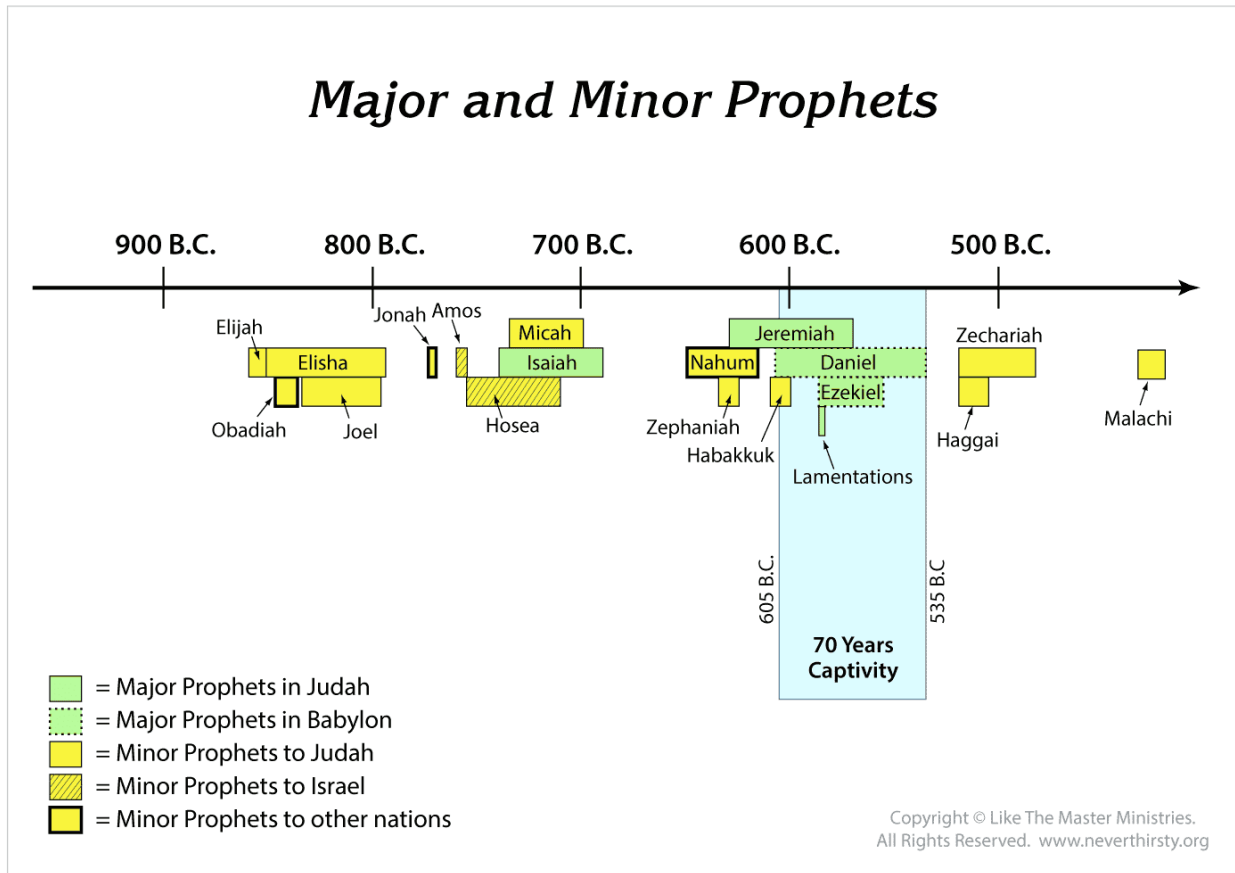 Major and Minor Prophets
900 B.C.
800 B.C.
700 B.C.
600 B.C.
500 B.C.
Elijah
Elisha
Obadiah
Joel
Jonah
Amos
Micah
Isaiah
Hosea
Jeremiah
Nahum
Daniel
Ezekiel
Zephaniah
Habakkuk
Lamentations
Zechariah
Haggai
Malachi
605 B.C.
535 B.C
70 Years
Captivity
= Major Prophets in Judah
= Major Prophets in Babylon
= Minor Prophets to Judah
= Minor Prophets to Israel
= Minor Prophets to other nations
Copyright © Like The Master Ministries.
All Rights Reserved. www.neverthirsty.org